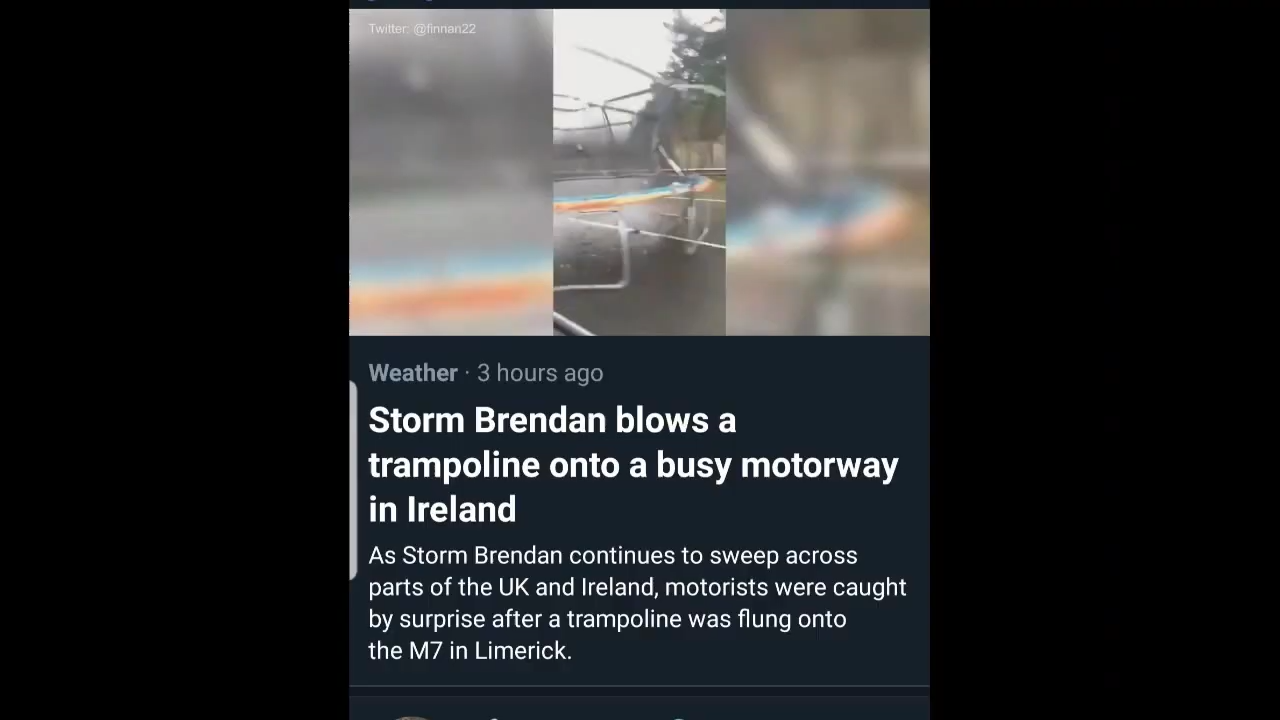 Twitter: @finnan22
Weather · 3 hours ago
Storm Brendan blows a
trampoline onto a busy motorway
in Ireland
As Storm Brendan continues to sweep across
parts of the UK and Ireland, motorists were caught
by surprise after a trampoline was flung onto
the M7 in Limerick.